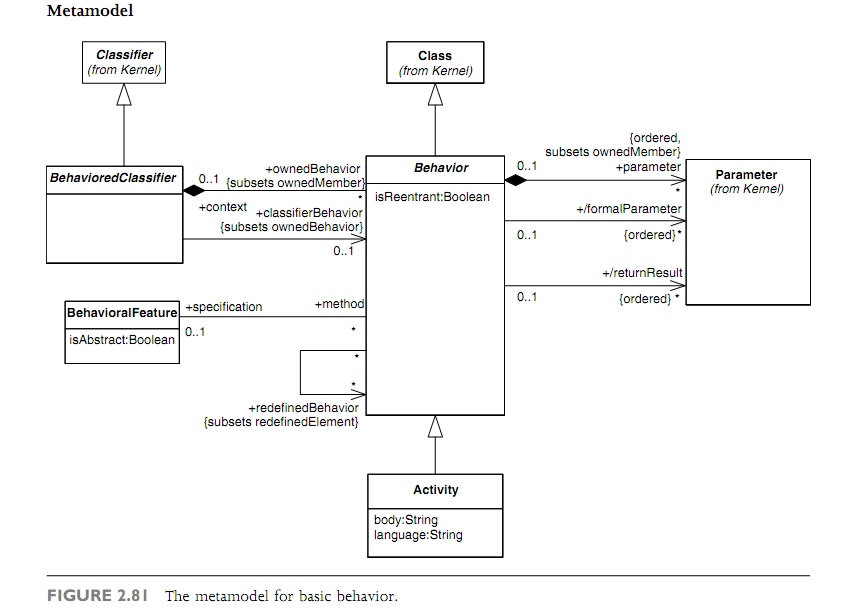 Metamodel
Classifier
(from Kernel)
Class
(from Kernel)
BehavioredClassifier
0..1
+ownedBehavior
{subsets ownedMember}
*
+context
+classifierBehavior
{subsets ownedBehavior}
0..1
Behavior
isReentrant:Boolean
{ordered,
subsets ownedMember}
+parameter
0..1
*
+/formalParameter
0..1
{ordered}*
+/returnResult
0..1
{ordered} *
Parameter
(from Kernel)
BehavioralFeature
isAbstract:Boolean
+specification
0..1
+method
*
*
*
+redefinedBehavior
{subsets redefinedElement}
Activity
body:String
language:String
FIGURE 2.81 The metamodel for basic behavior.